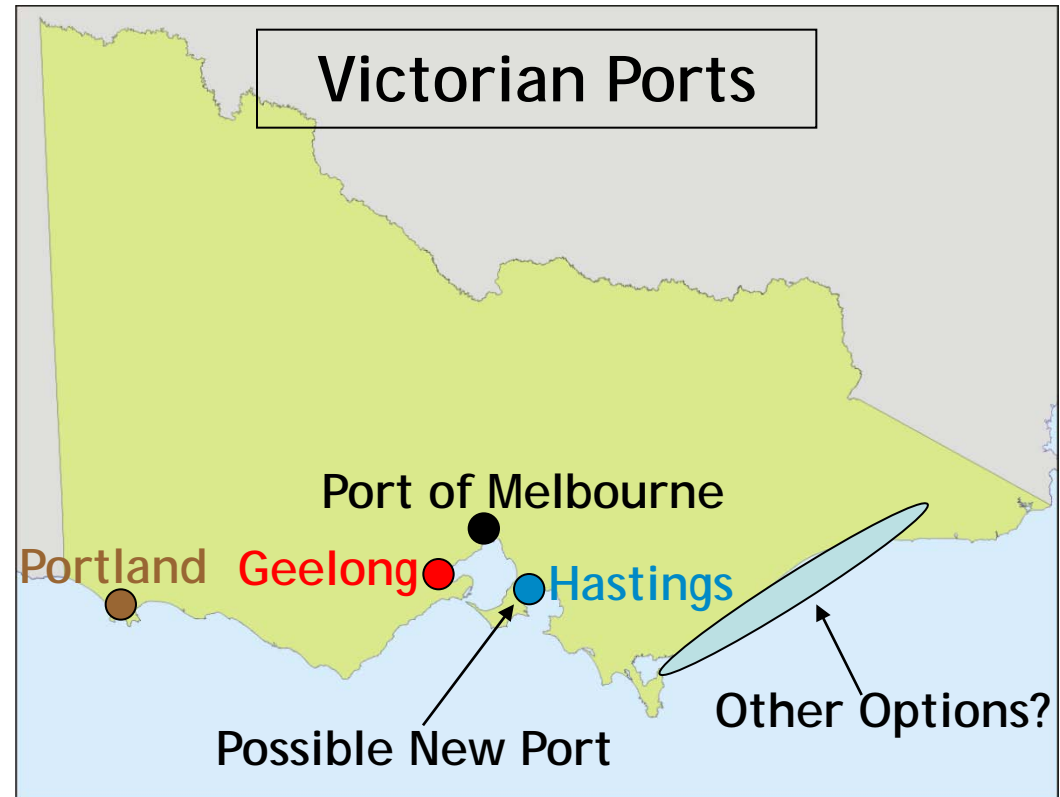 Victorian Ports
Port of Melbourne
Portland
Geelong
Hastings
Other Options?
Possible New Port